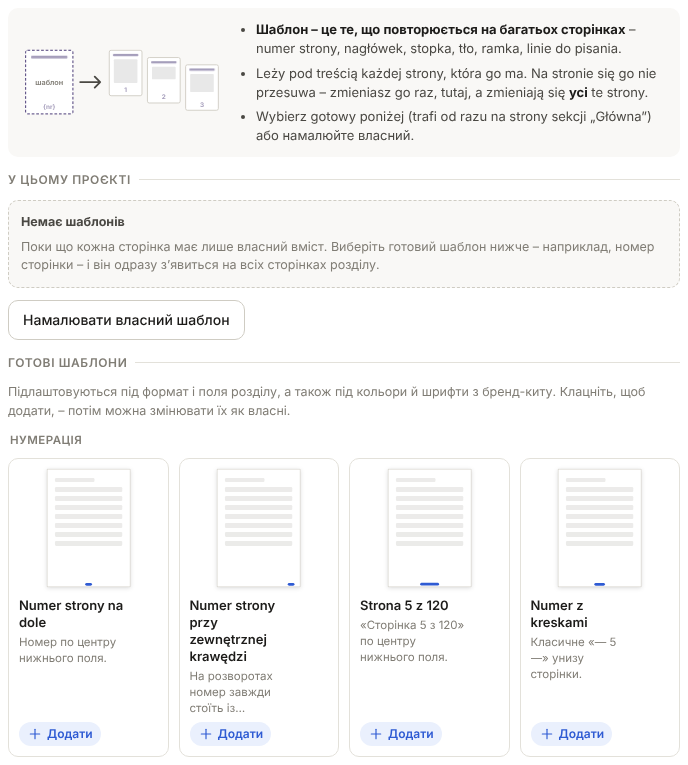 шаблон
(nr)
1
2
3
• Шаблон – це те, що повторюється на багатьох сторінках –
numer strony, nagłówek, stopka, tło, ramka, linie do pisania.
• Leży pod treścią każdej strony, która go ma. Na stronie się go nie
przesuwa – zmieniasz go raz, tutaj, a zmieniają się усі te strony.
• Wybierz gotowy poniżej (trafi od razu na strony sekcji „Główna”)
або намалюйте власний.
У ЦЬОМУ ПРОЄКТІ
Немає шаблонів
Поки що кожна сторінка має лише власний вміст. Виберіть готовий шаблон нижче – наприклад, номер
сторінки – і він одразу з’явиться на всіх сторінках розділу.
Намалювати власний шаблон
ГОТОВІ ШАБЛОНИ
Підлаштовуються під формат і поля розділу, а також під кольори й шрифти з бренд-киту. Клацніть, щоб
додати, – потім можна змінювати їх як власні.
НУМЕРАЦІЯ
Numer strony na
dole
Номер по центру
нижнього поля.
+ Додати
Numer strony
przy
zewnętrznej
krawędzi
На розворотах
номер завжди
стоїть із...
+ Додати
Strona 5 z 120
«Сторінка 5 з 120»
по центру
нижнього поля.
+ Додати
Numer z
kreskami
Класичне «— 5
—» унизу
сторінки.
+ Додати